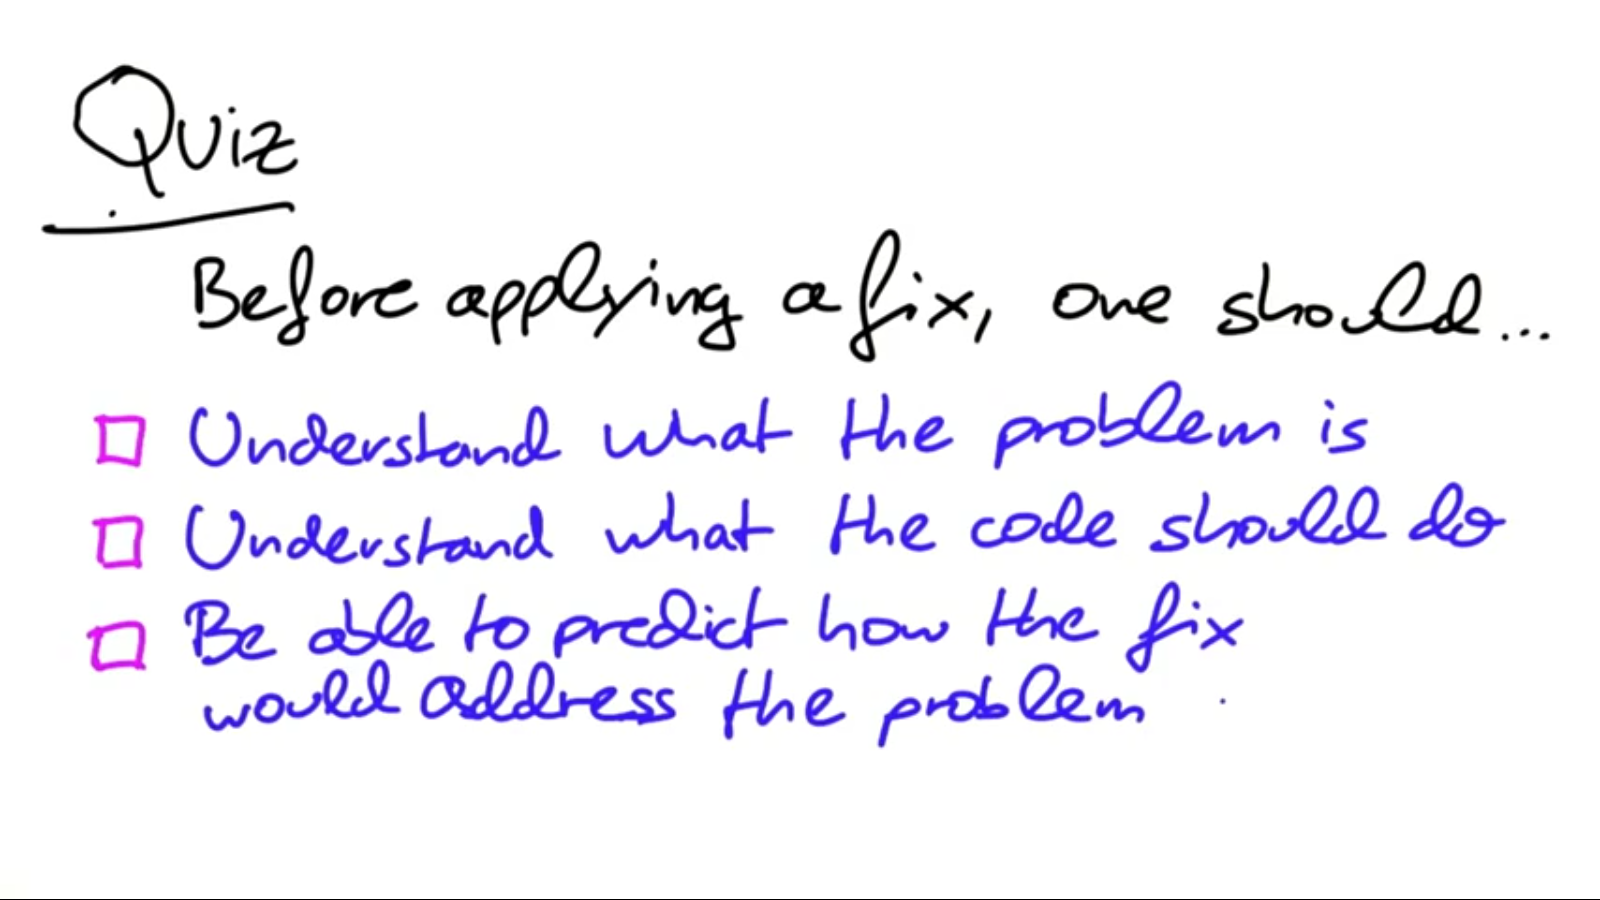 Quiz
Before applying a fix, one should...
Understand what the problem is
Understand what the code should do
Be able to predict how the fix
would address the problem